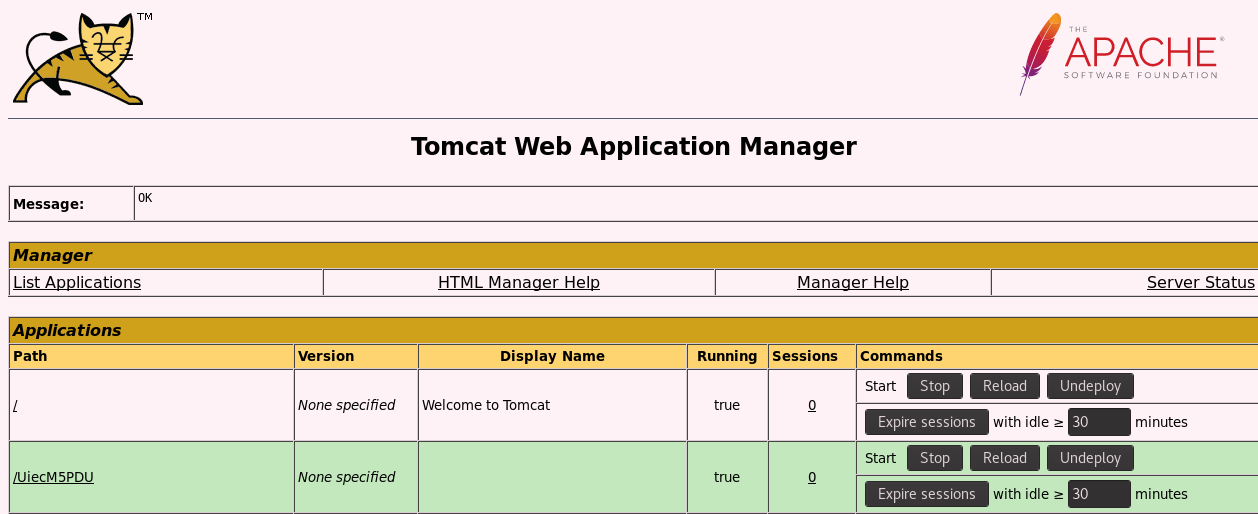 TM
THE
APACHE®
SOFTWARE FOUNDATION
Tomcat Web Application Manager
Message: OK
Manager
List Applications HTML Manager Help Manager Help Server Status
Applications
Path Version Display Name Running Sessions Commands
/ None specified Welcome to Tomcat true 0 Start Stop Reload Undeploy
Expire sessions with idle ≥ 30 minutes
/UiecM5PDU None specified true 0 Start Stop Reload Undeploy
Expire sessions with idle ≥ 30 minutes